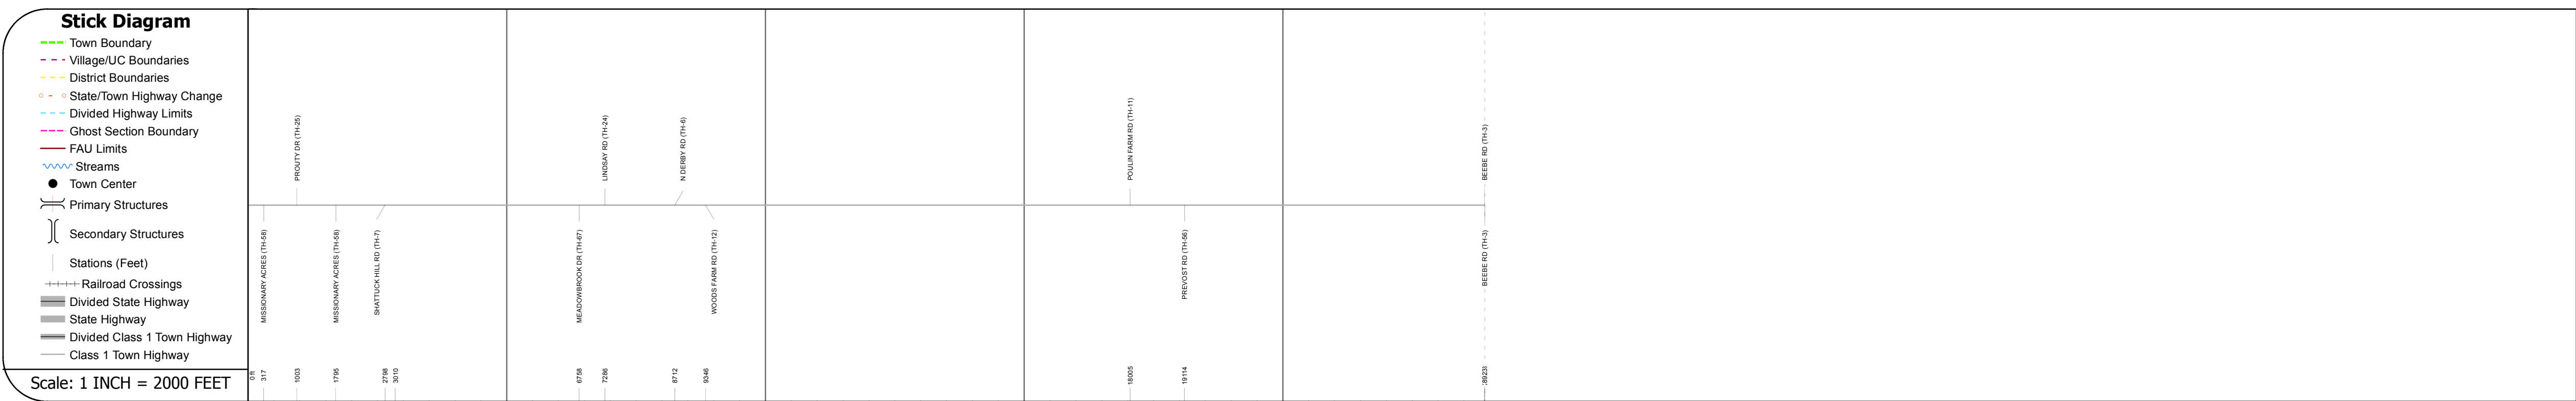 Stick Diagram
Town Boundary
Village/UC Boundaries
District Boundaries
State/Town Highway Change
Divided Highway Limits
Ghost Section Boundary
FAU Limits
Streams
Town Center
Primary Structures
Secondary Structures
Stations (Feet)
Railroad Crossings
Divided State Highway
State Highway
Divided Class 1 Town Highway
Class 1 Town Highway
Scale: 1 INCH = 2000 FEET
PROUTY DR (TH-25)
LINDSAY RD (TH-24)
N DERBY RD (TH-6)
POULIN FARM RD (TH-11)
BEEBE RD (TH-3)
MISSIONARY ACRES (TH-58)
MISSIONARY ACRES (TH-58)
SHATTUCK HILL RD (TH-7)
MEADOWBROOK DR (TH-67)
WOODS FARM RD (TH-12)
PREVOST RD (TH-56)
BEEBE RD (TH-3)
0 ft
317
1003
1795
2798
3010
6758
7286
8712
9346
18005
19114